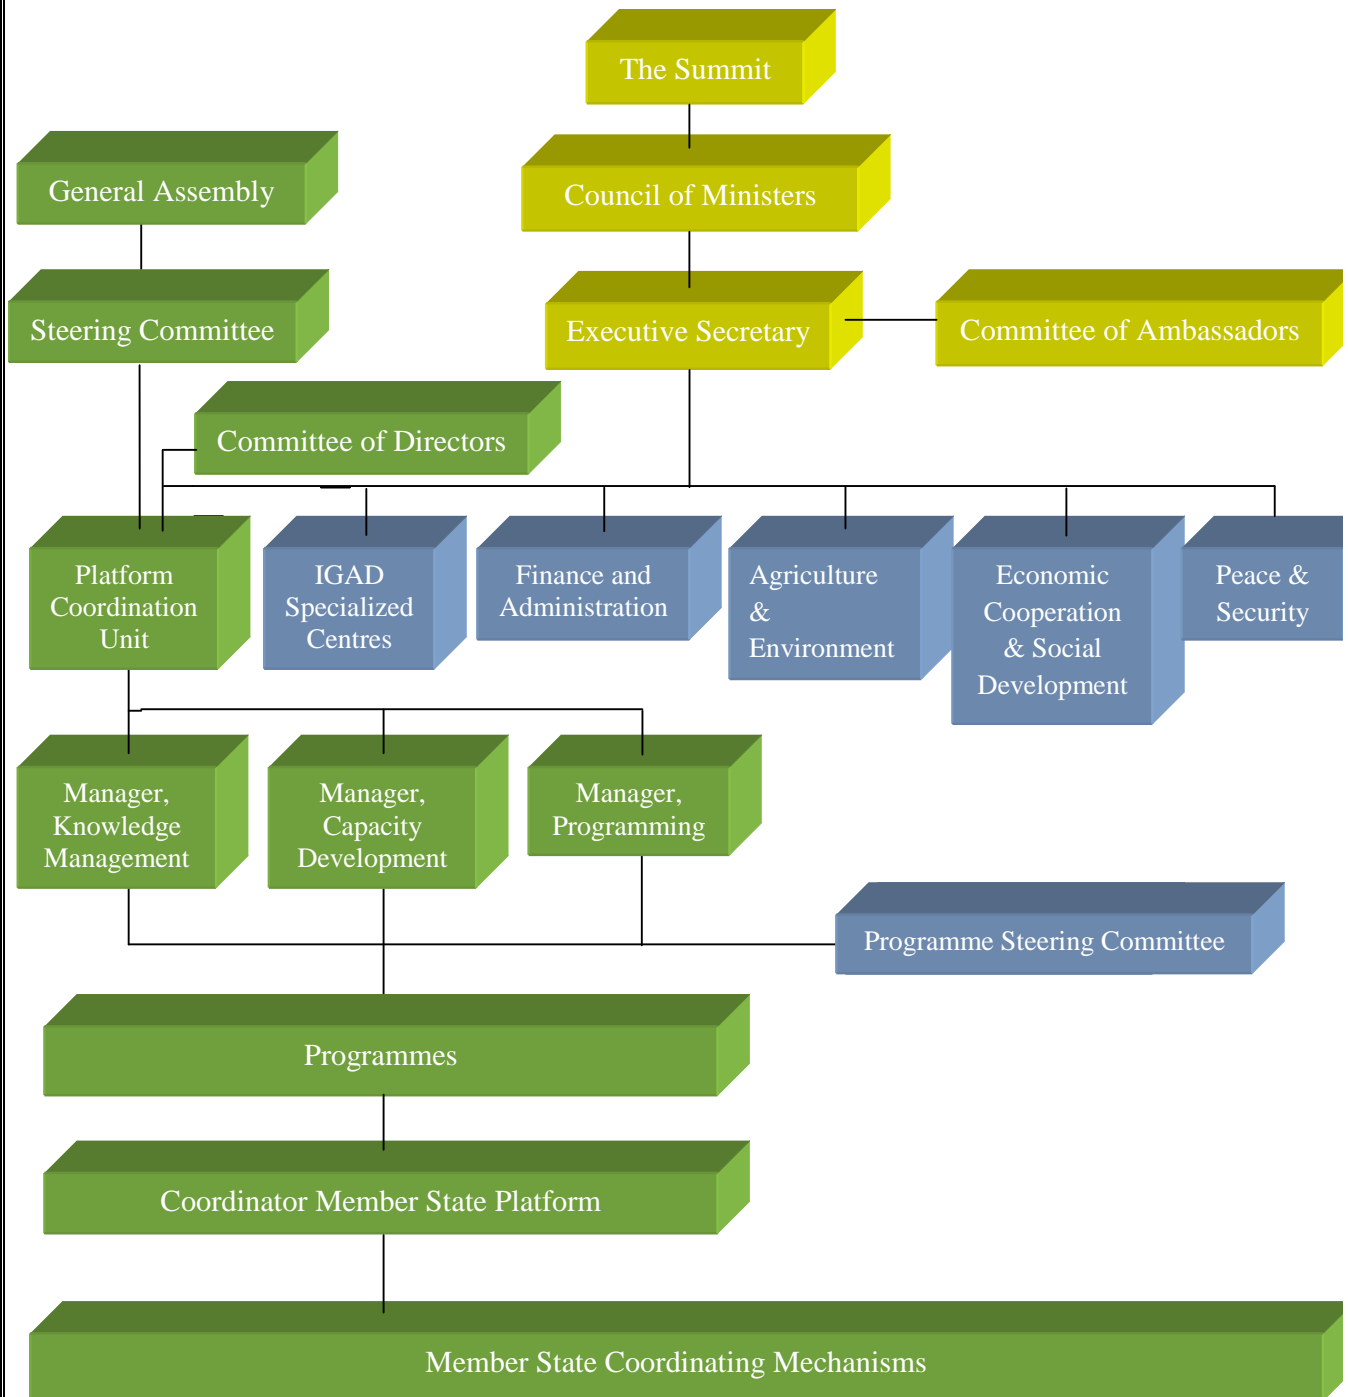 The Summit
General Assembly
Council of Ministers
Steering Committee
Executive Secretary
Committee of Ambassadors
Committee of Directors
Platform
Coordination
Unit
IGAD
Specialized
Centres
Finance and
Administration
Agriculture
&
Environment
Economic
Cooperation
& Social
Development
Peace &
Security
Manager,
Knowledge
Management
Manager,
Capacity
Development
Manager,
Programming
Programme Steering Committee
Programmes
Coordinator Member State Platform
Member State Coordinating Mechanisms